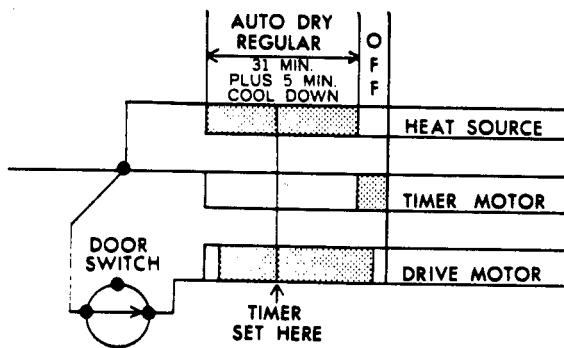 AUTO DRY
REGULAR
31 MIN.
PLUS 5 MIN.
COOL DOWN
OFF
HEAT SOURCE
TIMER MOTOR
DOOR
SWITCH
DRIVE MOTOR
TIMER
SET HERE